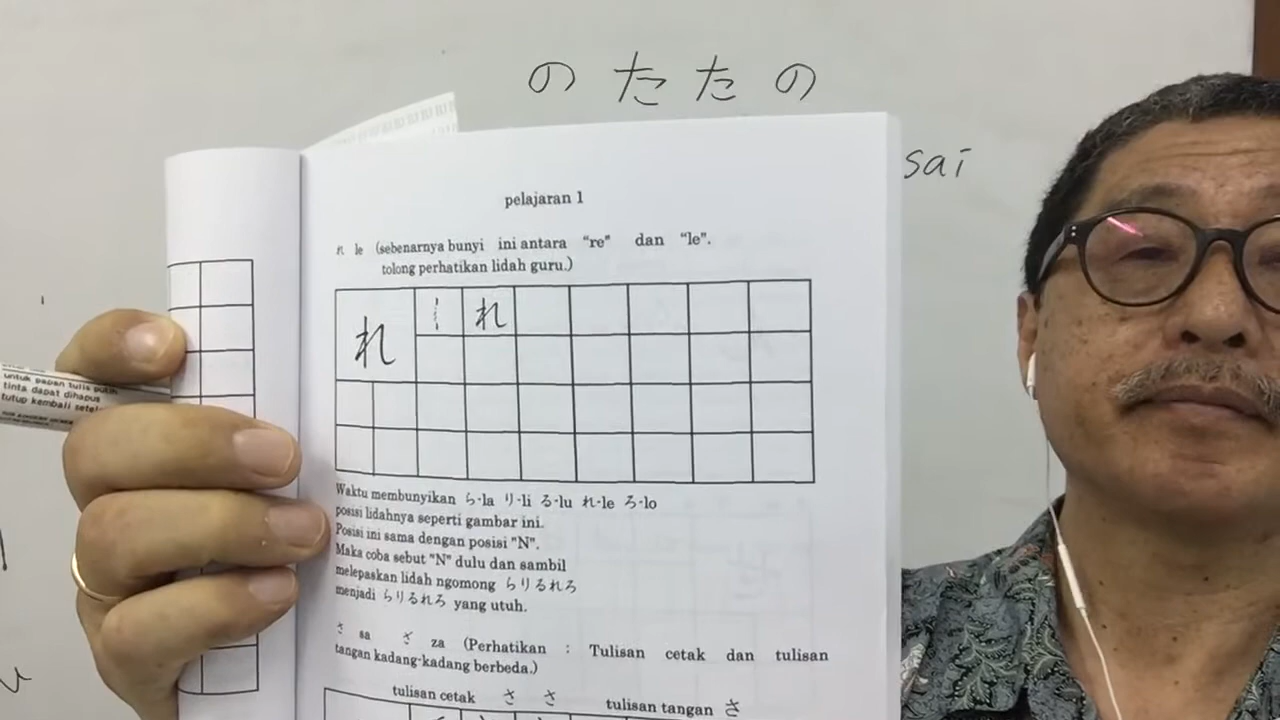 の た た の
sai
pelajaran 1
れ le (sebenarnya bunyi ini antara "re" dan "le".
tolong perhatikan lidah guru.)
れ れ
Waktu membunyikan ら-la り-li る-lu れ-le ろ-lo
posisi lidahnya seperti gambar ini.
Posisi ini sama dengan posisi "N".
Maka coba sebut "N" dulu dan sambil
melepaskan lidah ngomong らりるれろ
menjadi らりるれろ yang utuh.
さ sa ざ za (Perhatikan : Tulisan cetak dan tulisan
tangan kadang-kadang berbeda.)
tulisan cetak さ さ tulisan tangan さ
untuk papan tulis putih
tinta dapat dihapus
tutup kembali